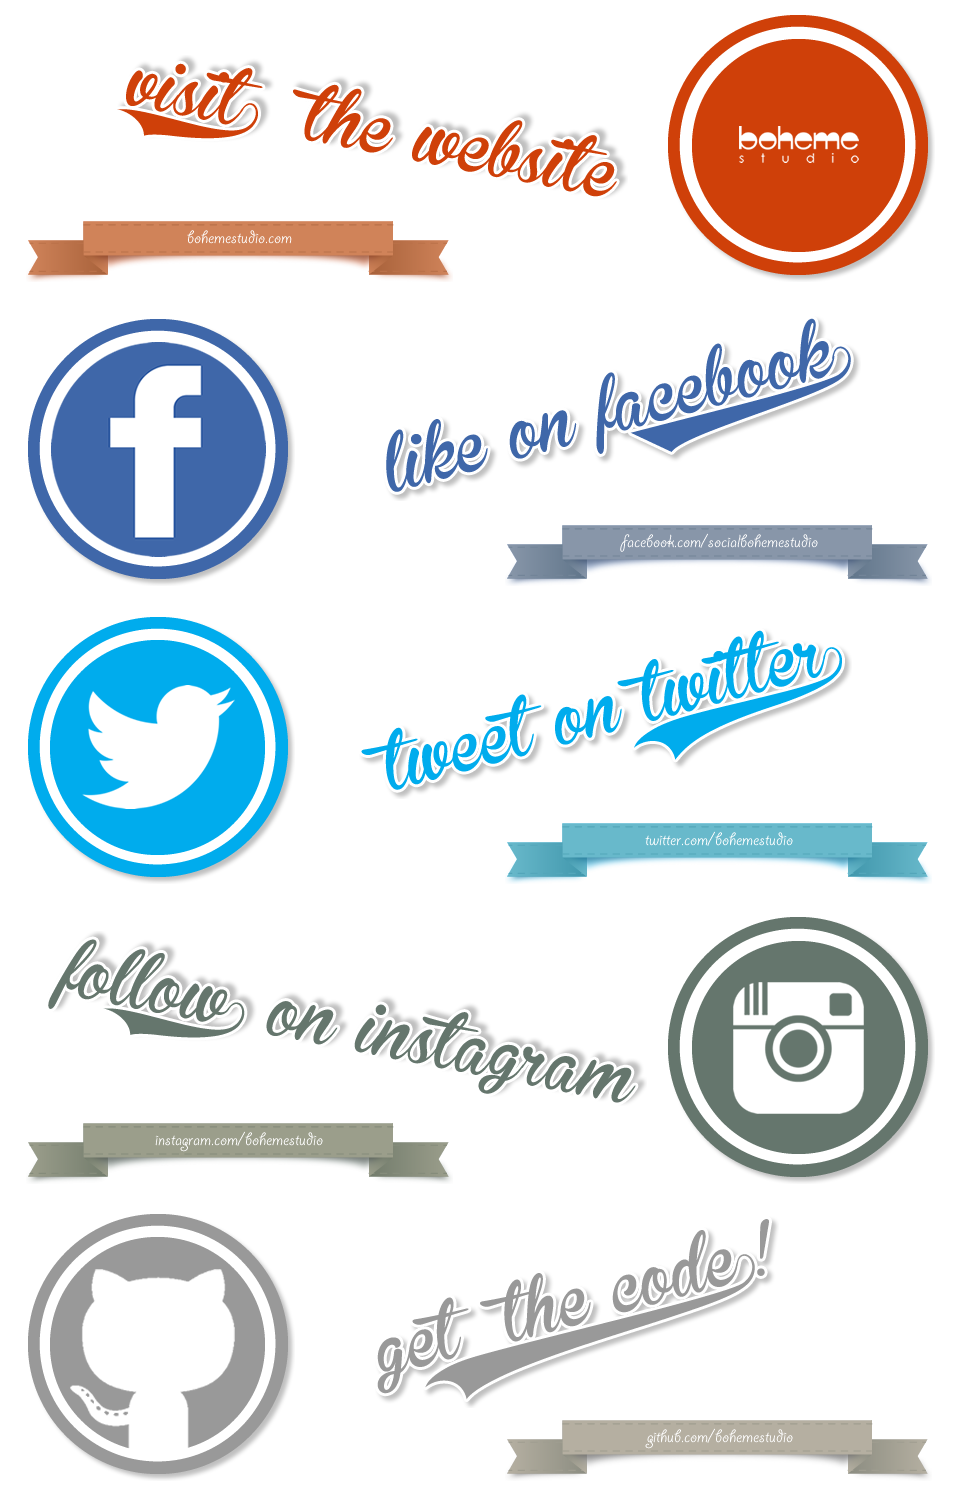 visit the website
boheme
studio
bohemestudio.com
like on facebook
facebook.com/socialbohemestudio
tweet on twitter
twitter.com/bohemestudio
follow on instagram
instagram.com/bohemestudio
get the code!
github.com/bohemestudio